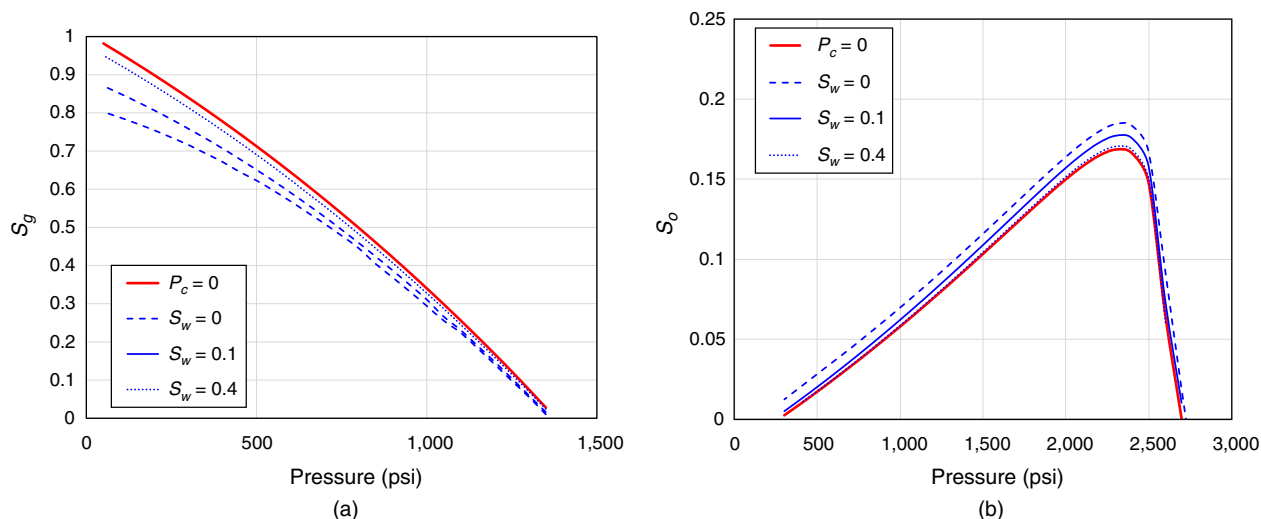 1
0.9
0.8
0.7
0.6
0.5
0.4
0.3
0.2
0.1
0
S_g
P_c = 0
S_w = 0
S_w = 0.1
S_w = 0.4
0 500 1,000 1,500
Pressure (psi)
(a)
0.25
0.2
0.15
0.1
0.05
0
S_o
P_c = 0
S_w = 0
S_w = 0.1
S_w = 0.4
0 500 1,000 1,500 2,000 2,500 3,000
Pressure (psi)
(b)